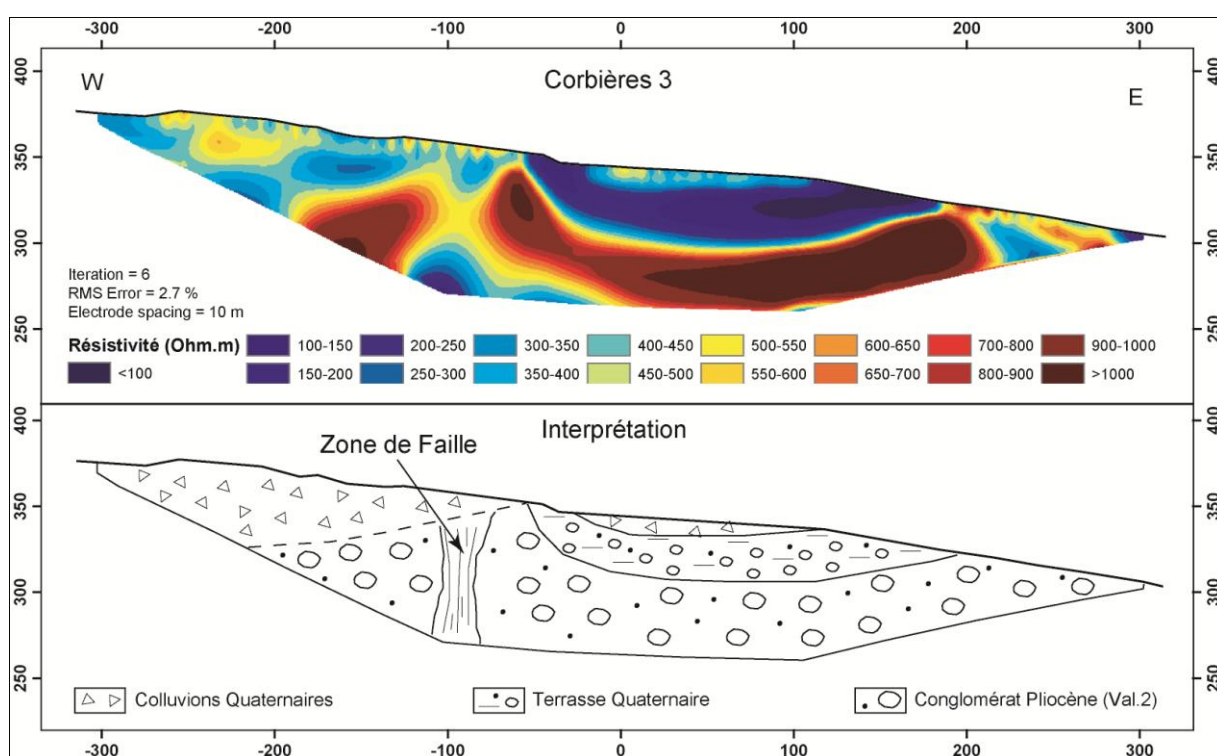 -300 -200 -100 0 100 200 300
400 400
W Corbières 3 E
350 350
300 300
Iteration = 6
RMS Error = 2.7 %
Electrode spacing = 10 m
250 250
Résistivité (Ohm.m) 100-150 200-250 300-350 400-450 500-550 600-650 700-800 900-1000
<100 150-200 250-300 350-400 450-500 550-600 650-700 800-900 >1000
400 Interprétation 400
Zone de Faille
350 350
300 300
250 250
Colluvions Quaternaires Terrasse Quaternaire Conglomérat Pliocène (Val.2)
-300 -200 -100 0 100 200 300